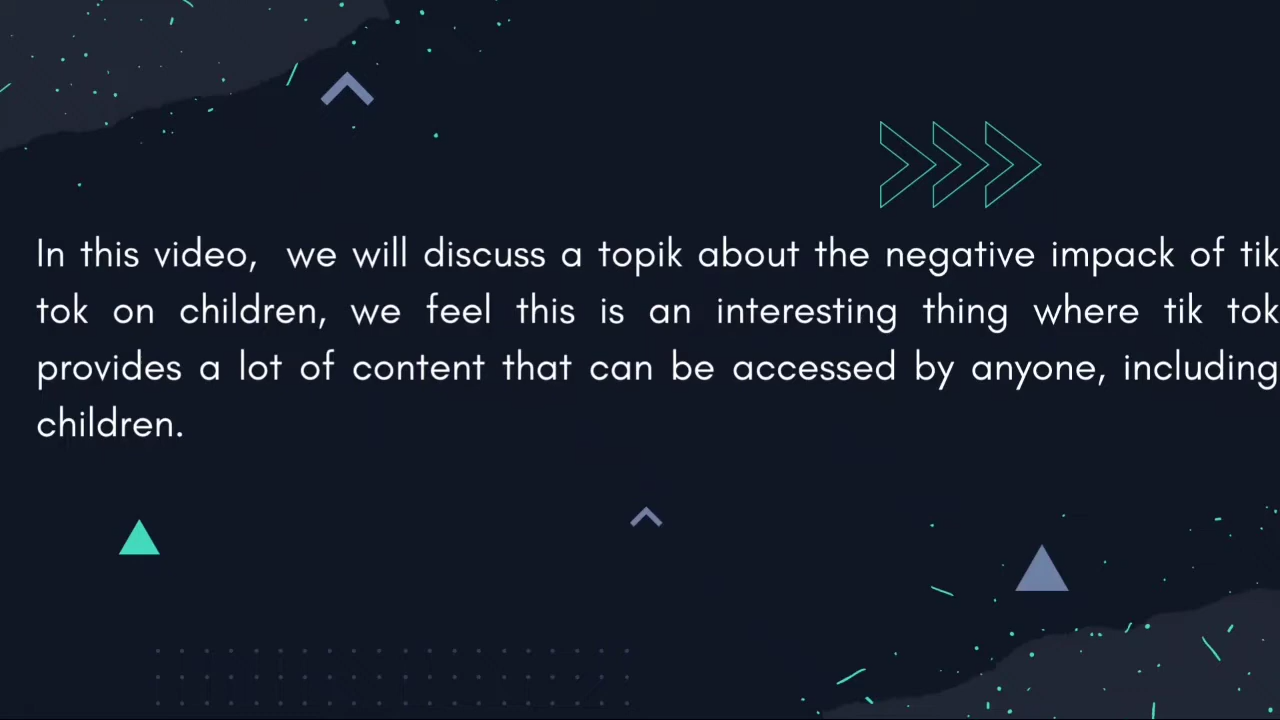 In this video, we will discuss a topik about the negative impack of tik
tok on children, we feel this is an interesting thing where tik tok
provides a lot of content that can be accessed by anyone, including
children.